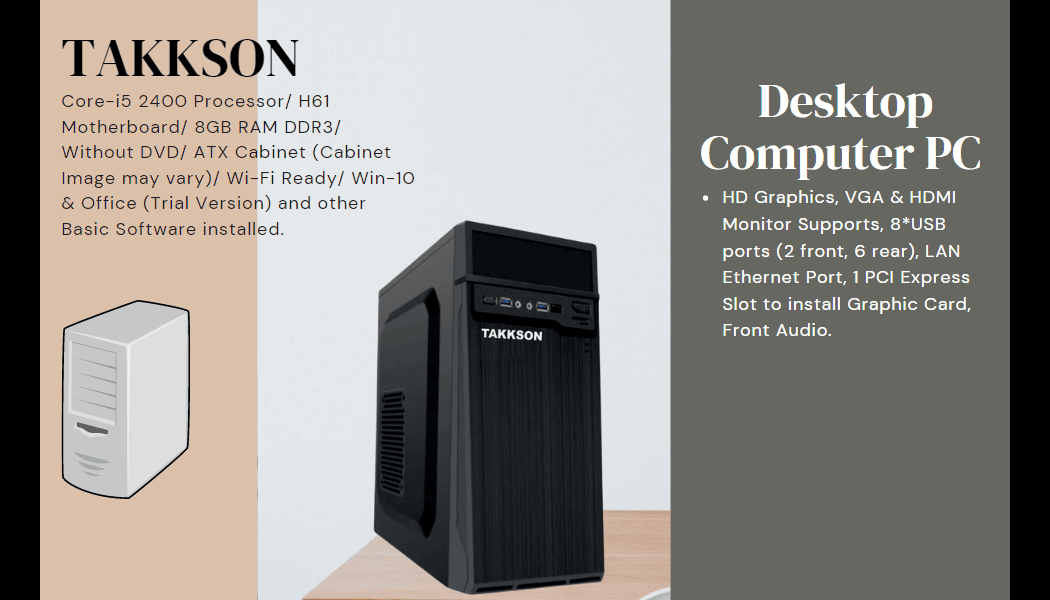 TAKKSON
Core-i5 2400 Processor/ H61
Motherboard/ 8GB RAM DDR3/
Without DVD/ ATX Cabinet (Cabinet
Image may vary)/ Wi-Fi Ready/ Win-10
& Office (Trial Version) and other
Basic Software installed.
TAKKSON
Desktop
Computer PC
• HD Graphics, VGA & HDMI
Monitor Supports, 8*USB
ports (2 front, 6 rear), LAN
Ethernet Port, 1 PCI Express
Slot to install Graphic Card,
Front Audio.